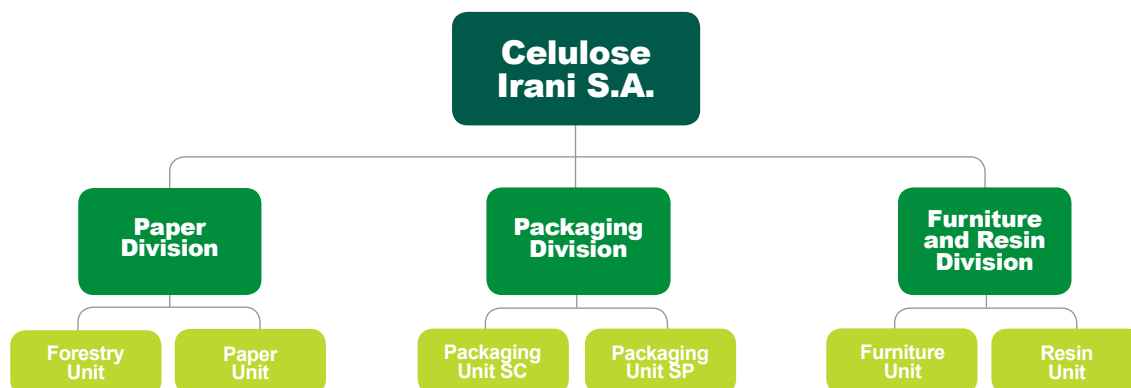 Celulose
Irani S.A.
Paper
Division
Packaging
Division
Furniture
and Resin
Division
Forestry
Unit
Paper
Unit
Packaging
Unit SC
Packaging
Unit SP
Furniture
Unit
Resin
Unit